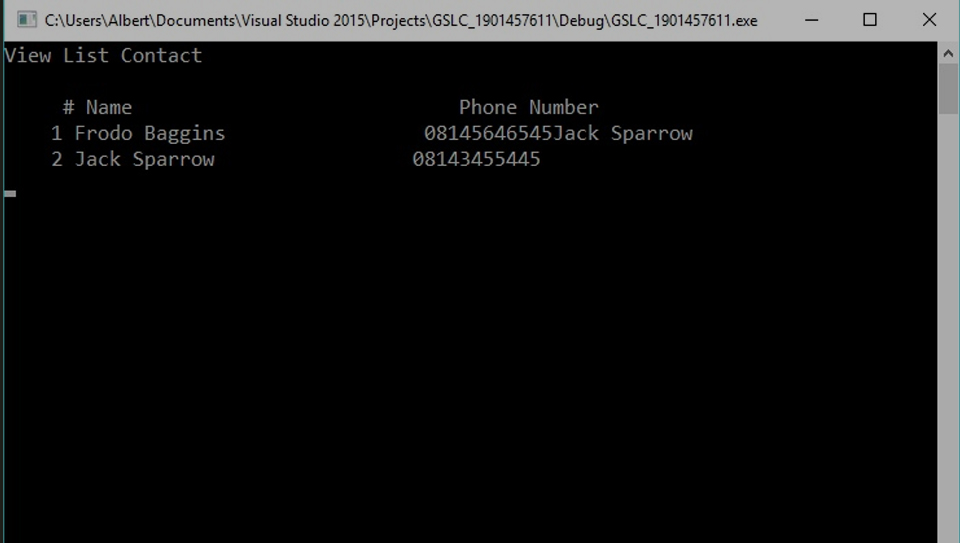 C:\Users\Albert\Documents\Visual Studio 2015\Projects\GSLC_1901457611\Debug\GSLC_1901457611.exe
View List Contact
# Name Phone Number
1 Frodo Baggins 08145646545Jack Sparrow
2 Jack Sparrow 08143455445